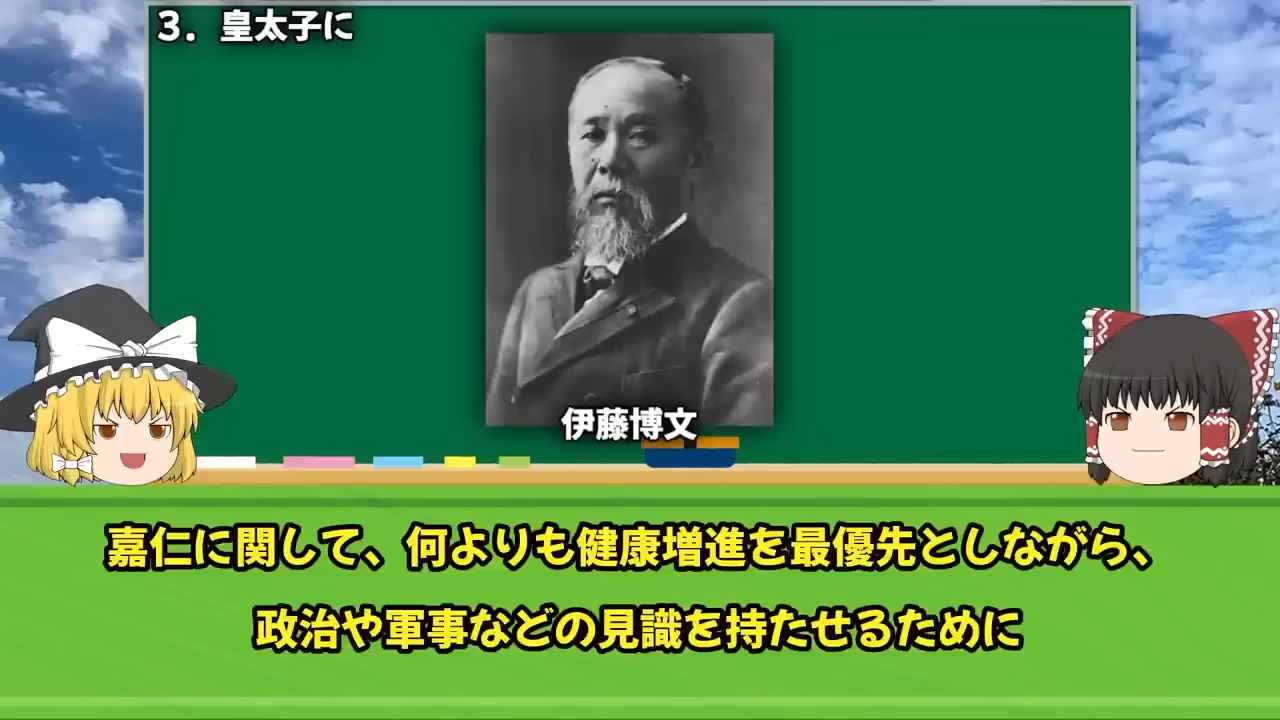 3．皇太子に
伊藤博文
嘉仁に関して、何よりも健康増進を最優先としながら、
政治や軍事などの見識を持たせるために